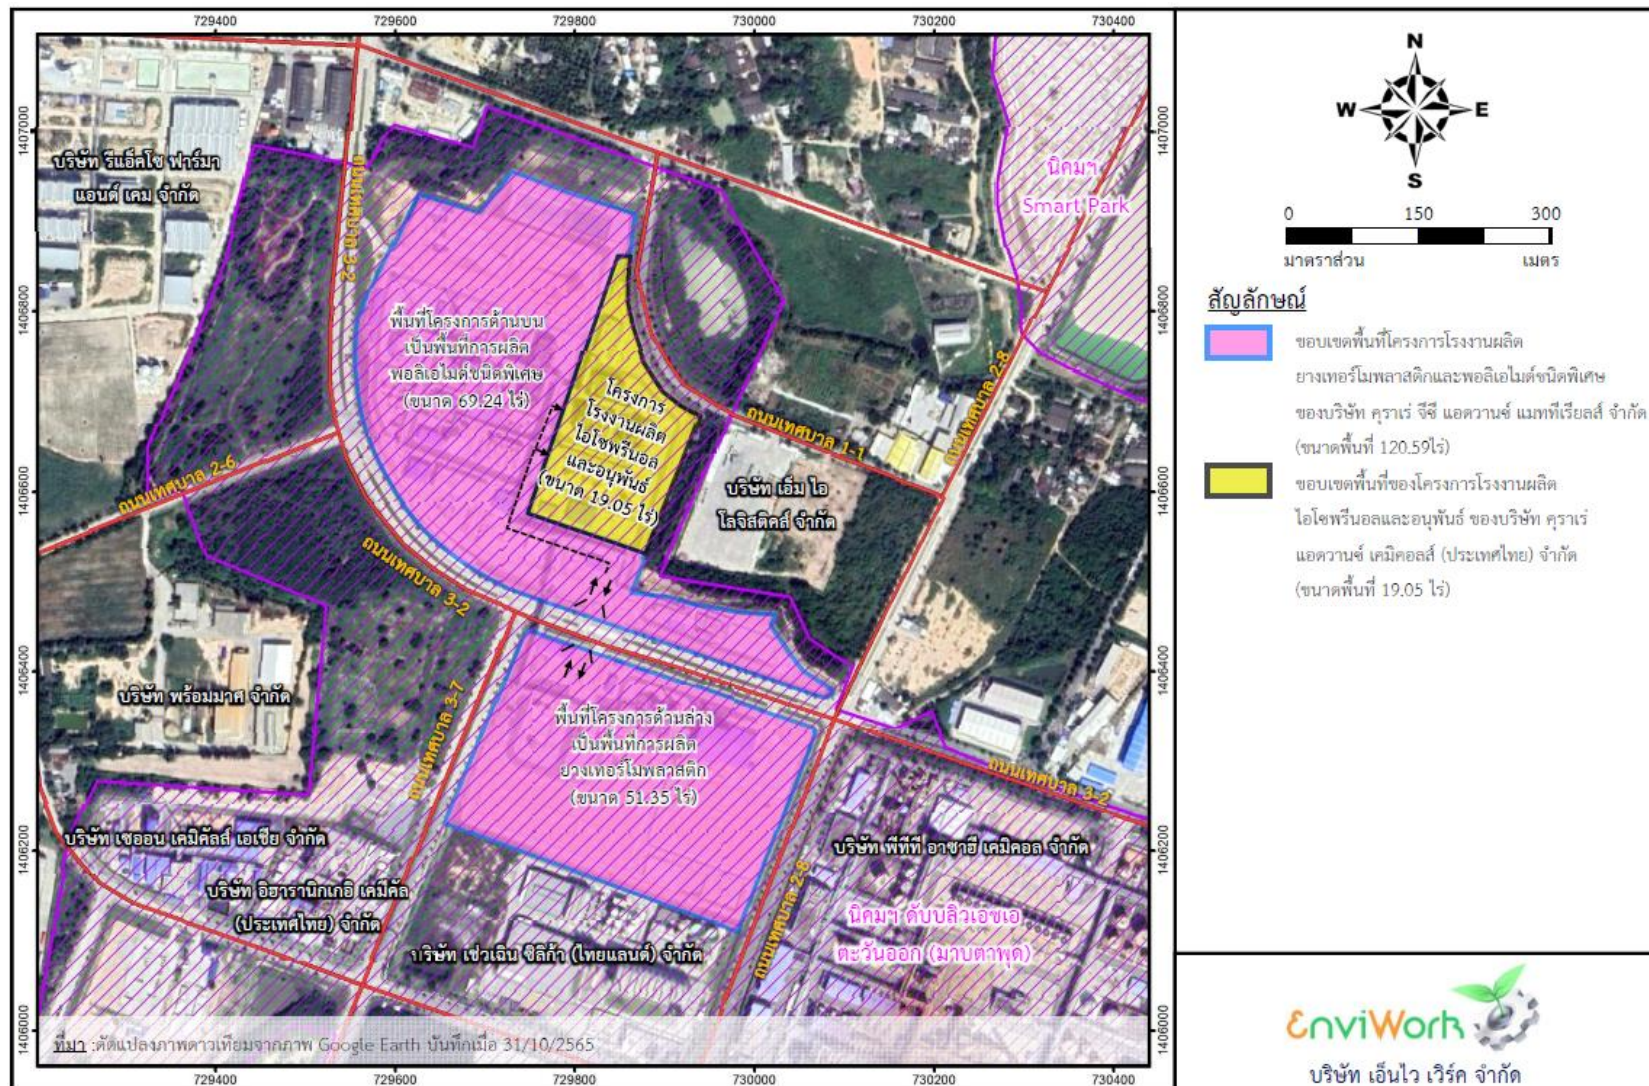 729400 729600 729800 730000 730200 730400
1407000
1406800
1406600
1406400
1406200
1406000
1407000
1406800
1406600
1406400
1406200
1406000
บริษัท รีแอ็คโซ ฟาร์มา
แอนด์ เคม จำกัด
ถนนเทศบาล 3-2
นิคมฯ
Smart Park
พื้นที่โครงการด้านบน
เป็นพื้นที่การผลิต
พอลิเอไมด์ชนิดพิเศษ
(ขนาด 69.24 ไร่)
โครงการ
โรงงานผลิต
ไอโซพรีนอล
และอนุพันธ์
(ขนาด 19.05 ไร่)
ถนนเทศบาล 2-8
ถนนเทศบาล 1-1
ถนนเทศบาล 2-6
บริษัท เอ็ม ไอ
โลจิสติคส์ จำกัด
ถนนเทศบาล 3-2
บริษัท พร้อมมาศ จำกัด
ถนนเทศบาล 3-7
พื้นที่โครงการด้านล่าง
เป็นพื้นที่การผลิต
ยางเทอร์โมพลาสติก
(ขนาด 51.35 ไร่)
ถนนเทศบาล 3-2
บริษัท เซออน เคมิคัลส์ เอเชีย จำกัด
บริษัท พีทีที อาซาฮี เคมิคอล จำกัด
บริษัท อิฮารานิกเกอิ เคมีคัล
(ประเทศไทย) จำกัด
ถนนเทศบาล 2-8
นิคมฯ ดับบลิวเอชเอ
ตะวันออก (มาบตาพุด)
บริษัท เช่วเฉิน ซิลิก้า (ไทยแลนด์) จำกัด
ที่มา :ดัดแปลงภาพดาวเทียมจากภาพ Google Earth บันทึกเมื่อ 31/10/2565
729400 729600 729800 730000 730200 730400
N
W E
S
0 150 300
มาตราส่วน เมตร
สัญลักษณ์
ขอบเขตพื้นที่โครงการโรงงานผลิต
ยางเทอร์โมพลาสติกและพอลิเอไมด์ชนิดพิเศษ
ของบริษัท คุราเร่ จีซี แอดวานซ์ แมททีเรียลส์ จำกัด
(ขนาดพื้นที่ 120.59ไร่)
ขอบเขตพื้นที่ของโครงการโรงงานผลิต
ไอโซพรีนอลและอนุพันธ์ ของบริษัท คุราเร่
แอดวานซ์ เคมิคอลส์ (ประเทศไทย) จำกัด
(ขนาดพื้นที่ 19.05 ไร่)
EnviWork
บริษัท เอ็นไว เวิร์ค จำกัด